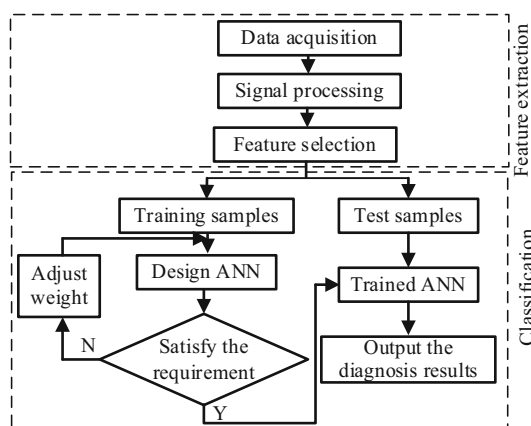 Data acquisition
Signal processing
Feature selection
Feature extraction
Training samples
Test samples
Adjust
weight
Design ANN
Trained ANN
N
Satisfy the
requirement
Output the
diagnosis results
Y
Classification